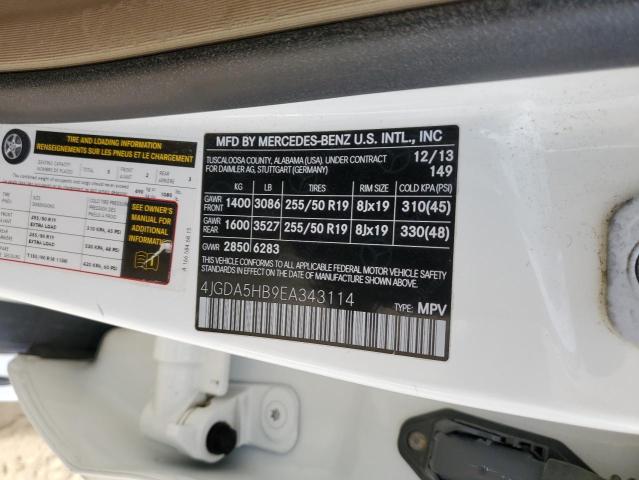 TIRE AND LOADING INFORMATION
RENSEIGNEMENTS SUR LES PNEUS ET LE CHARGEMENT
SEE OWNER'S
MANUAL FOR
ADDITIONAL
INFORMATION
MFD BY MERCEDES-BENZ U.S. INTL., INC
TUSCALOOSA COUNTY, ALABAMA (USA), UNDER CONTRACT 12/13
FOR DAIMLER AG, STUTTGART (GERMANY) 149
KG LB TIRES RIM SIZE COLD KPA(PSI)
GAWR FRONT 1400 3086 255/50 R19 8Jx19 310(45)
GAWR REAR 1600 3527 255/50 R19 8Jx19 330(48)
GWR 2850 6283
THIS VEHICLE CONFORMS TO ALL APPLICABLE U.S. FEDERAL MOTOR
VEHICLE SAFETY STANDARDS IN EFFECT ON THE DATE OF
MANUFACTURE SHOWN ABOVE.
4JGDA5HB9EA343114
TYPE: MPV